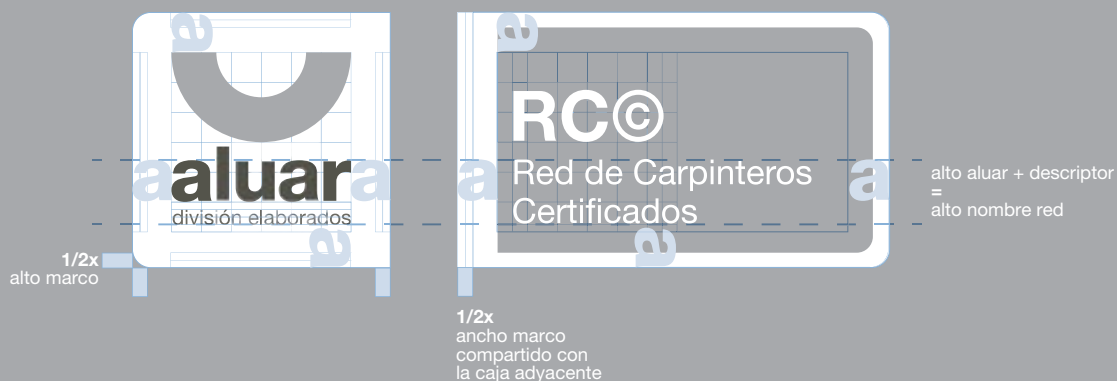 a
a
a aluar a
división elaborados
a
1/2x
alto marco
RC©
a Red de Carpinteros a
Certificados
a
alto aluar + descriptor
=
alto nombre red
1/2x
ancho marco
compartido con
la caja adyacente